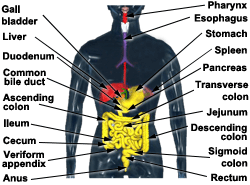 Gall
bladder
Liver
Duodenum
Common
bile duct
Ascending
colon
Ileum
Cecum
Veriform
appendix
Anus
Pharynx
Esophagus
Stomach
Spleen
Pancreas
Transverse
colon
Jejunum
Descending
colon
Sigmoid
colon
Rectum